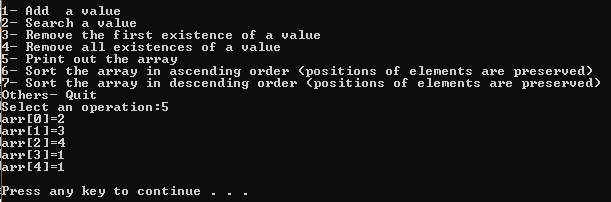 1- Add  a value
2- Search a value
3- Remove the first existence of a value
4- Remove all existences of a value
5- Print out the array
6- Sort the array in ascending order (positions of elements are preserved)
7- Sort the array in descending order (positions of elements are preserved)
Others- Quit
Select an operation:5
arr[0]=2
arr[1]=3
arr[2]=4
arr[3]=1
arr[4]=1
Press any key to continue . . .